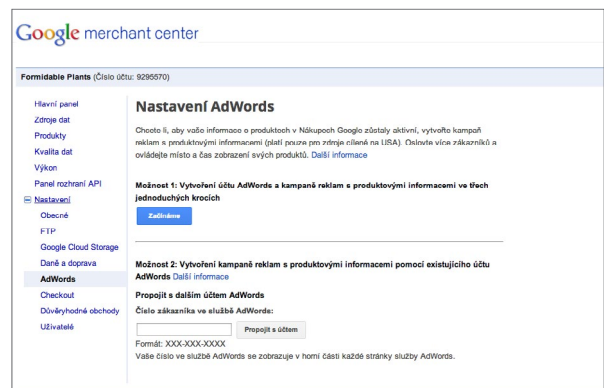 Google merchant center
Formidable Plants (Číslo účtu: 9295570)
Hlavní panel
Zdroje dat
Produkty
Kvalita dat
Výkon
Panel rozhraní API
Nastavení
Obecné
FTP
Google Cloud Storage
Daně a doprava
AdWords
Checkout
Důvěryhodné obchody
Uživatelé
Nastavení AdWords
Chcete li, aby vaše informace o produktech v Nákupech Google zůstaly aktivní, vytvořte kampaň
reklam s produktovými informacemi (platí pouze pro zdroje cílené na USA). Oslovte více zákazníků a
ovládejte místo a čas zobrazení svých produktů. Další informace
Možnost 1: Vytvoření účtu AdWords a kampaně reklam s produktovými informacemi ve třech
jednoduchých krocích
Začínáme
Možnost 2: Vytvoření kampaně reklam s produktovými informacemi pomocí existujícího účtu
AdWords Další informace
Propojit s dalším účtem AdWords
Číslo zákazníka ve službě AdWords:
Propojit s účtem
Formát: XXX-XXX-XXXX
Vaše číslo ve službě AdWords se zobrazuje v horní části každé stránky služby AdWords.